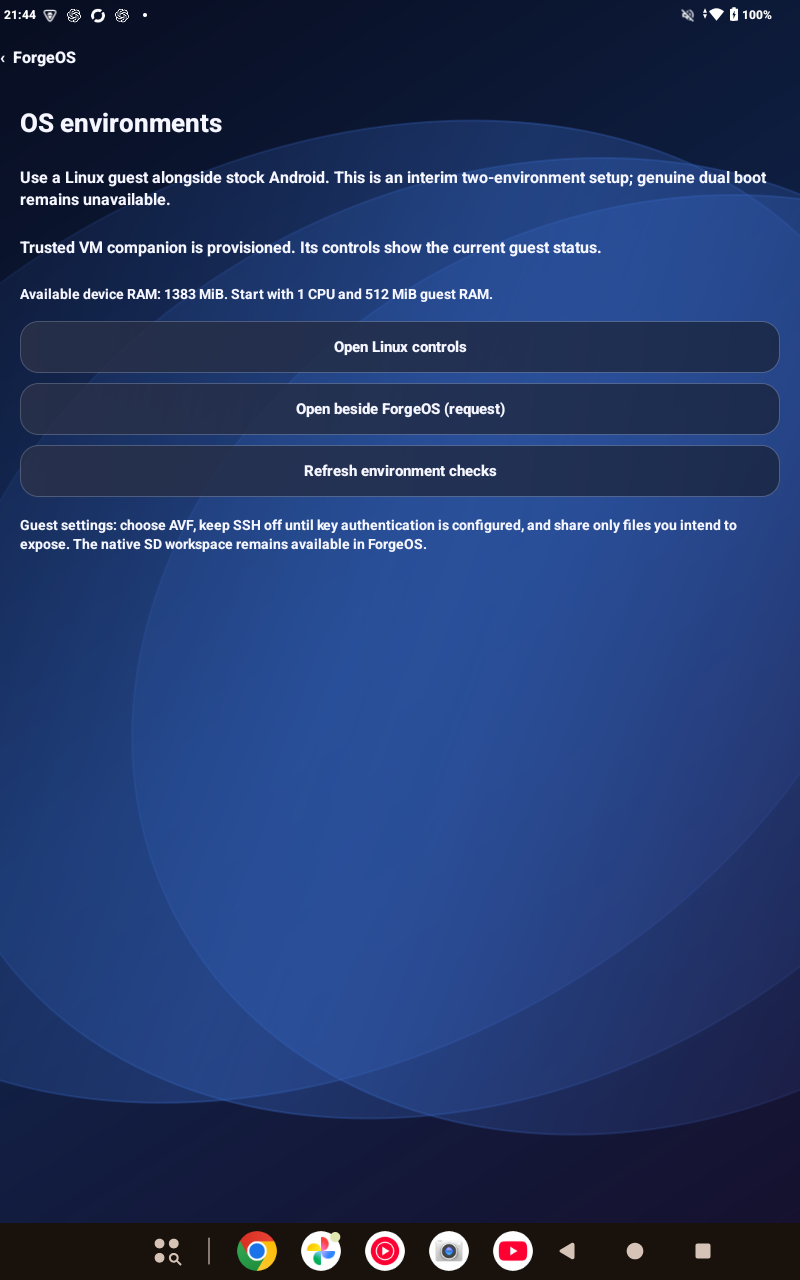 21:44
100%
‹ ForgeOS
OS environments
Use a Linux guest alongside stock Android. This is an interim two-environment setup; genuine dual boot
remains unavailable.
Trusted VM companion is provisioned. Its controls show the current guest status.
Available device RAM: 1383 MiB. Start with 1 CPU and 512 MiB guest RAM.
Open Linux controls
Open beside ForgeOS (request)
Refresh environment checks
Guest settings: choose AVF, keep SSH off until key authentication is configured, and share only files you intend to
expose. The native SD workspace remains available in ForgeOS.